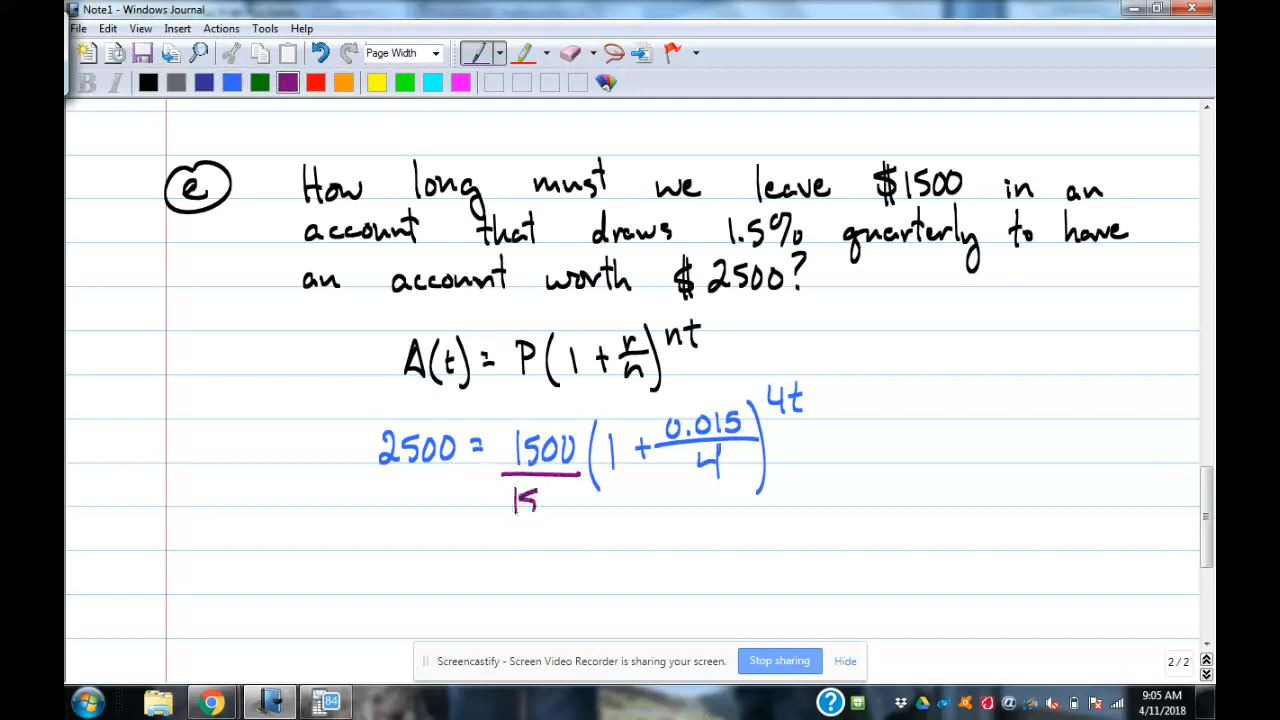 Note1 - Windows Journal
File Edit View Insert Actions Tools Help
Page Width
B I
e How long must we leave $1500 in an
account that draws 1.5% quarterly to have
an account worth $2500?
A(t) = P(1 + r/n)^nt
2500 = 1500(1 + 0.015/4)^4t
15
Screencastify - Screen Video Recorder is sharing your screen. Stop sharing Hide
2/2
84
9:05 AM
4/11/2018